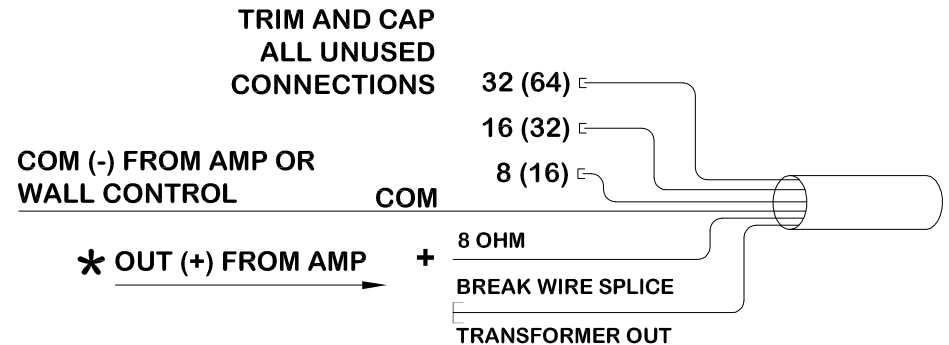 TRIM AND CAP
ALL UNUSED
CONNECTIONS
32 (64)
16 (32)
8 (16)
COM (-) FROM AMP OR
WALL CONTROL
COM
* OUT (+) FROM AMP
+
8 OHM
BREAK WIRE SPLICE
TRANSFORMER OUT